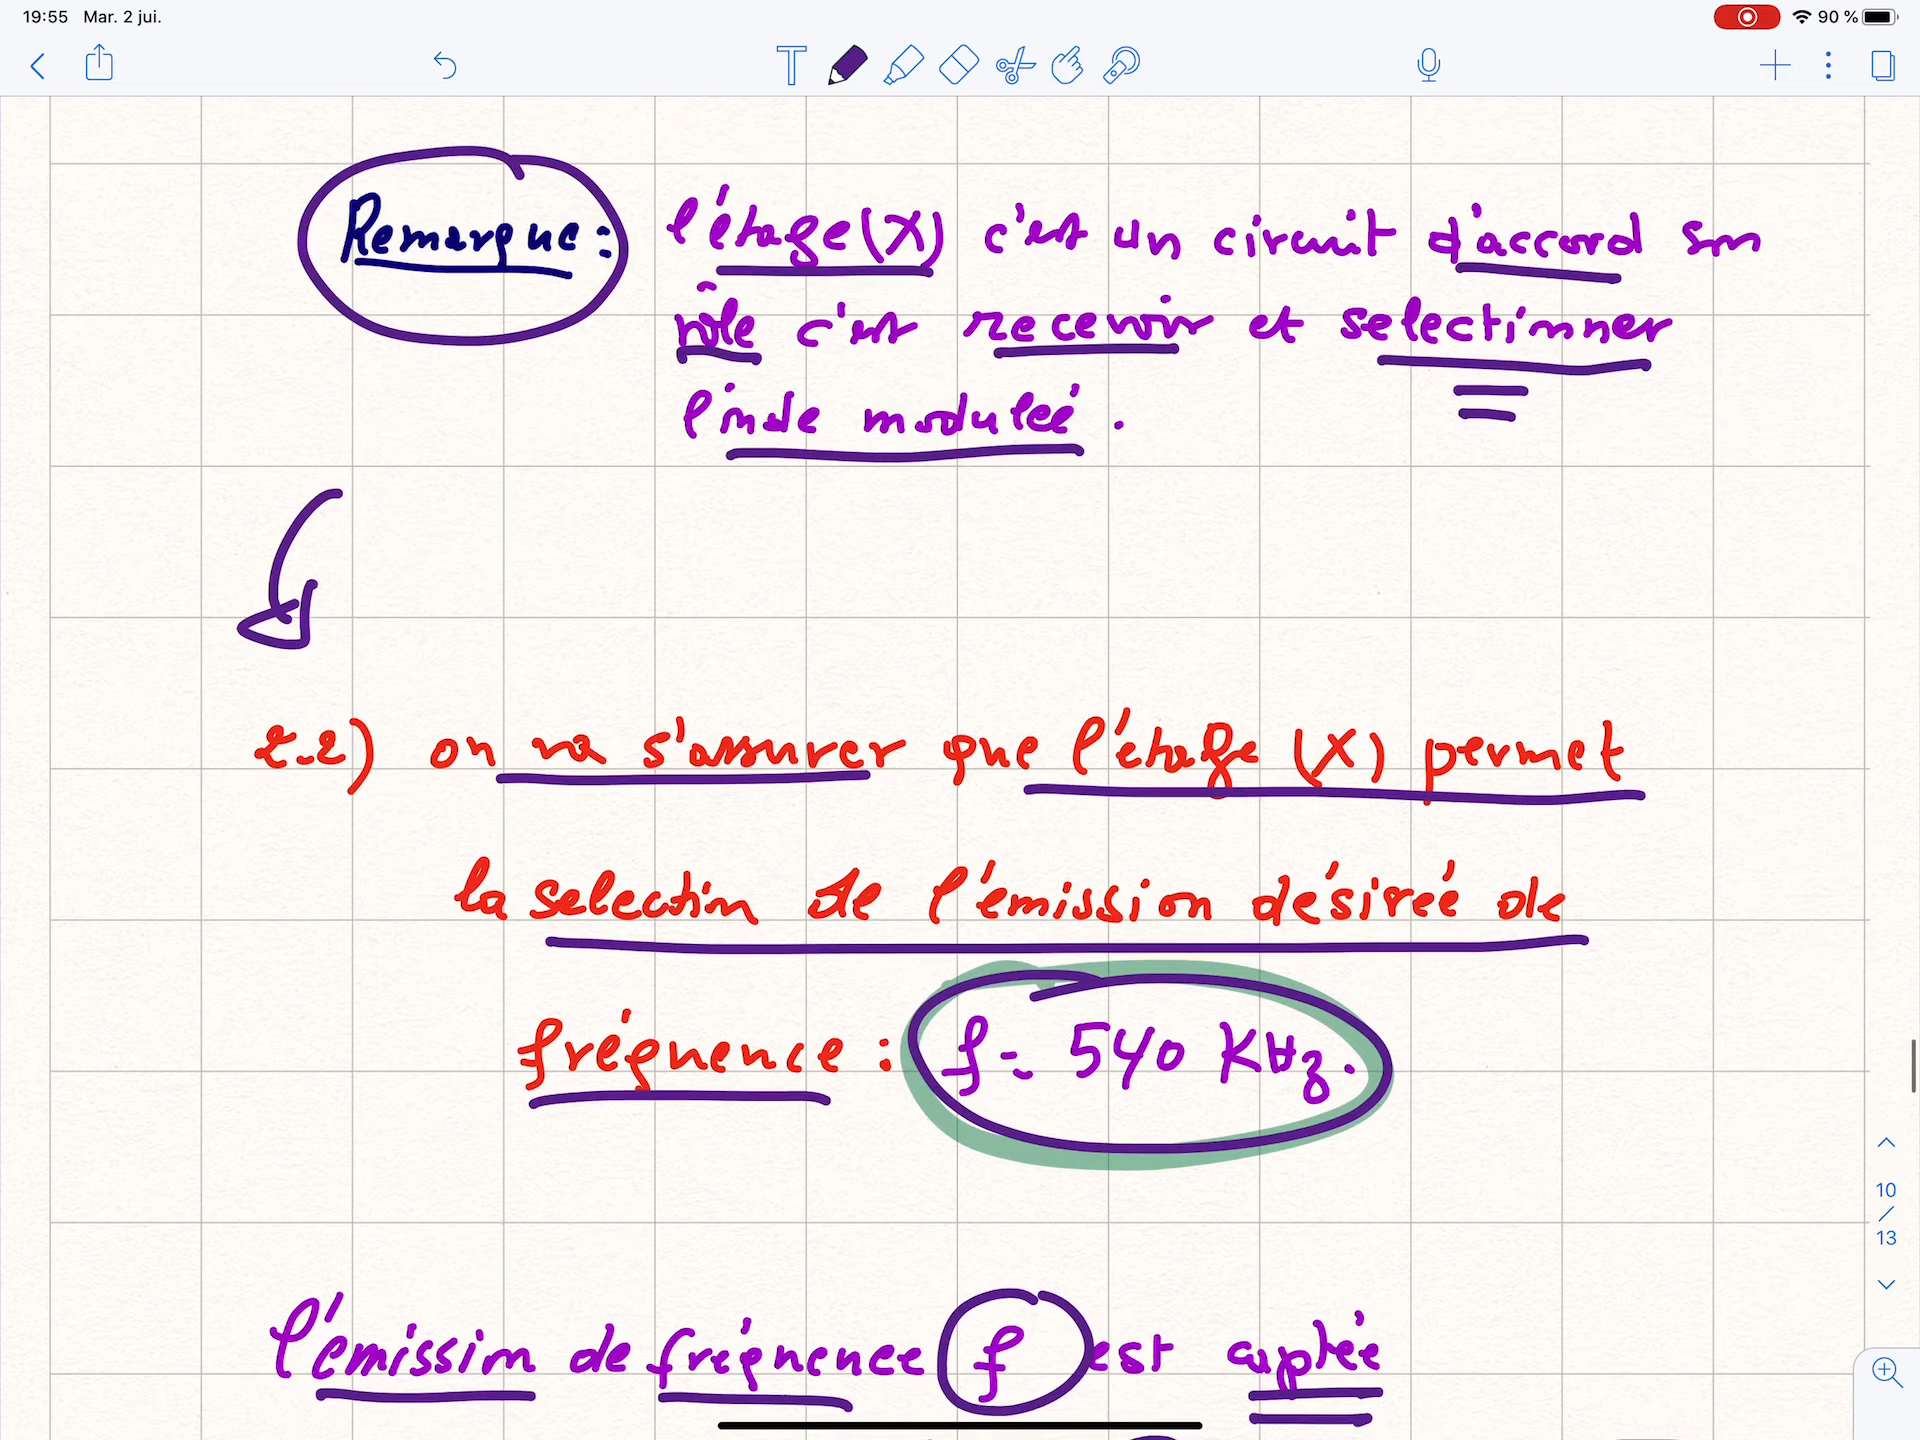 19:55 Mar. 2 jui. 90 %
Remarque : l'étage (X) c'est un circuit d'accord son
rôle c'est recevoir et selectionner
l'onde moduleé .
2-2) on va s'assurer que l'étage (X) permet
la selection de l'émission désireé de
fréquence : f = 540 KHz.
10
/
13
l'émission de fréquence f est captée